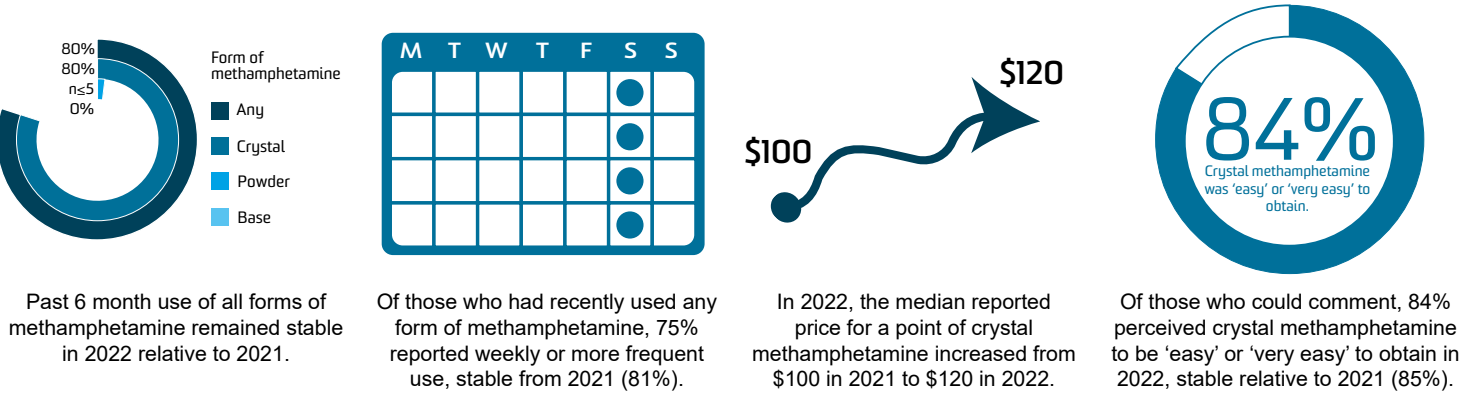 80%
80%
n≤5
0%
Form of
methamphetamine
Any
Crystal
Powder
Base
Past 6 month use of all forms of
methamphetamine remained stable
in 2022 relative to 2021.
M T W T F S S
Of those who had recently used any
form of methamphetamine, 75%
reported weekly or more frequent
use, stable from 2021 (81%).
$100
$120
In 2022, the median reported
price for a point of crystal
methamphetamine increased from
$100 in 2021 to $120 in 2022.
84%
Crystal methamphetamine
was ‘easy’ or ‘very easy’ to
obtain.
Of those who could comment, 84%
perceived crystal methamphetamine
to be ‘easy’ or ‘very easy’ to obtain in
2022, stable relative to 2021 (85%).